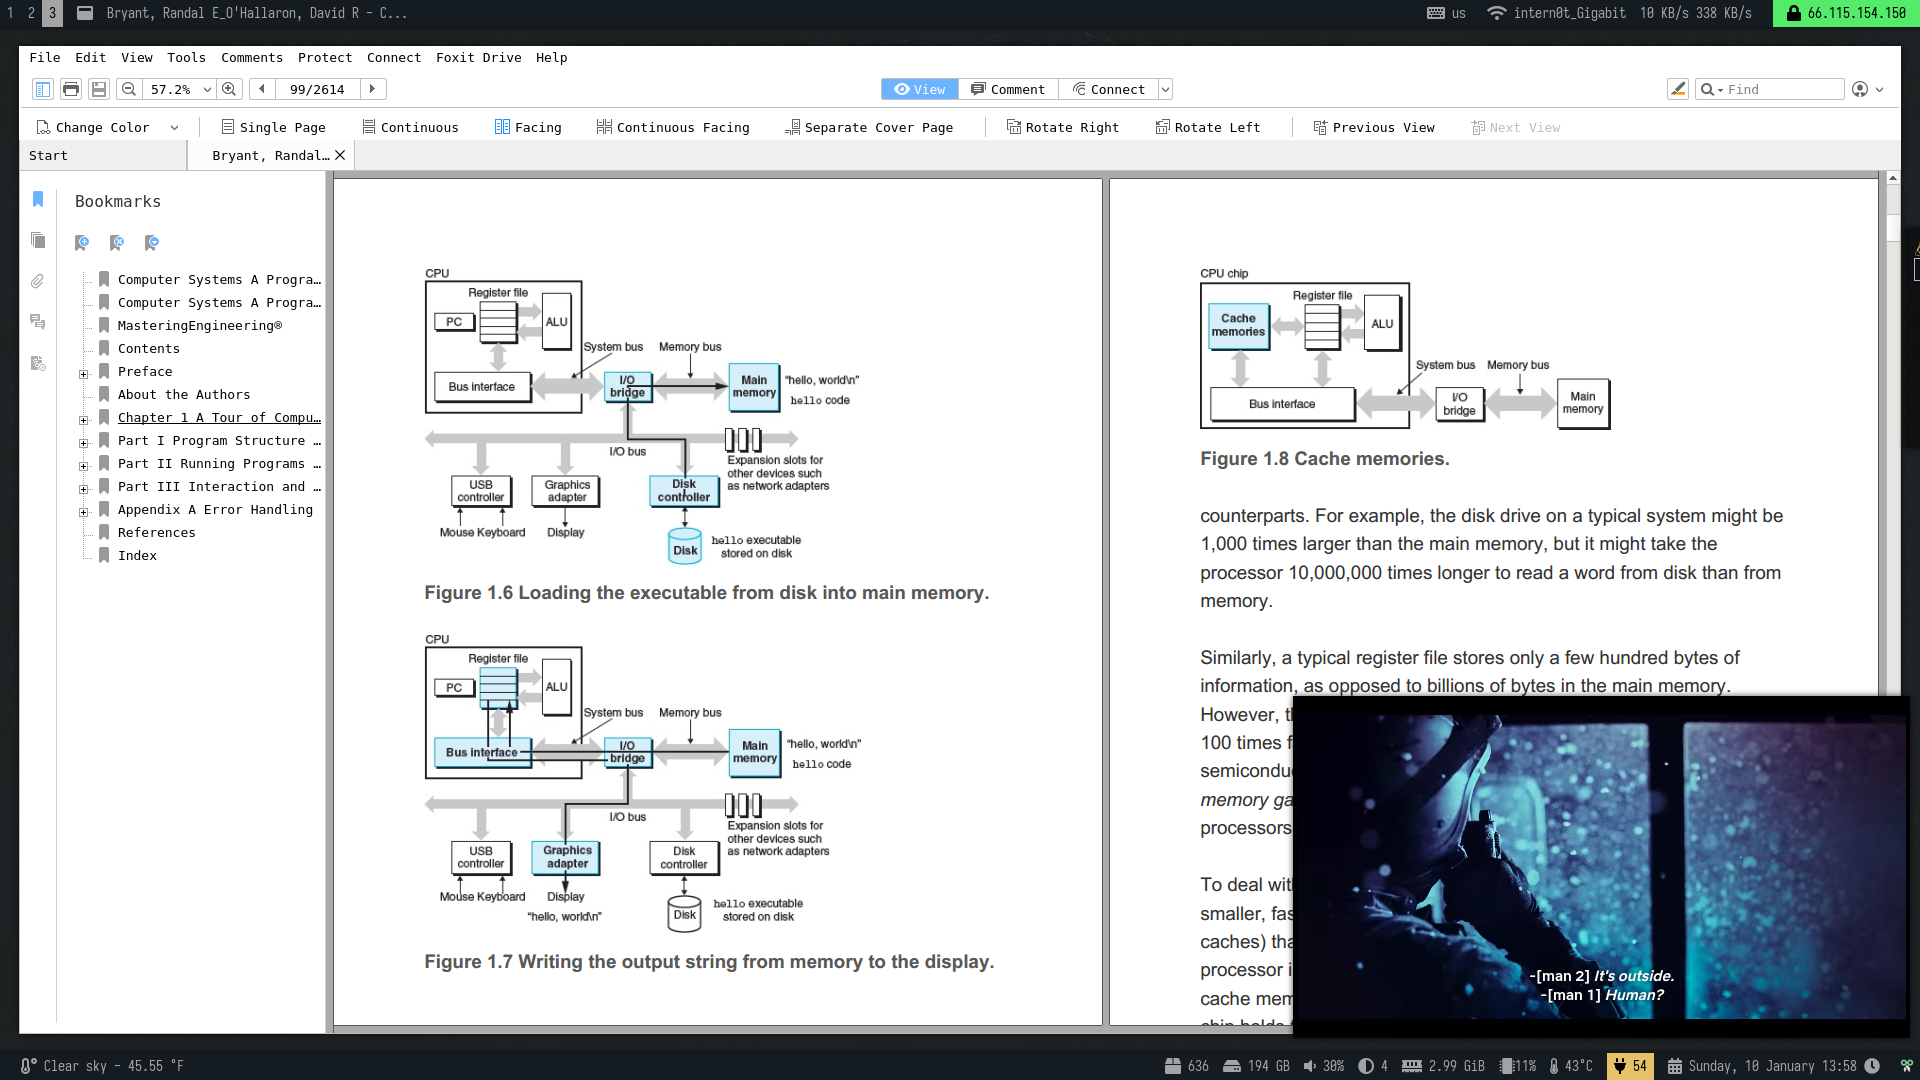 1 2 3 Bryant, Randal E_O'Hallaron, David R – C...
us intern0t_Gigabit 10 KB/s 338 KB/s 66.115.154.150
File Edit View Tools Comments Protect Connect Foxit Drive Help
57.2% 99/2614 View Comment Connect Find
Change Color Single Page Continuous Facing Continuous Facing Separate Cover Page Rotate Right Rotate Left Previous View Next View
Start Bryant, Randal…
Bookmarks
Computer Systems A Progra…
Computer Systems A Progra…
MasteringEngineering®
Contents
Preface
About the Authors
Chapter 1 A Tour of Compu…
Part I Program Structure …
Part II Running Programs …
Part III Interaction and …
Appendix A Error Handling
References
Index
CPU
Register file
PC
ALU
System bus Memory bus
Bus interface
I/O
bridge
Main
memory
"hello, world\n"
hello code
I/O bus
Expansion slots for
other devices such
as network adapters
USB
controller
Graphics
adapter
Disk
controller
Mouse Keyboard
Display
Disk
hello executable
stored on disk
Figure 1.6 Loading the executable from disk into main memory.
CPU
Register file
PC
ALU
System bus Memory bus
Bus interface
I/O
bridge
Main
memory
"hello, world\n"
hello code
I/O bus
Expansion slots for
other devices such
as network adapters
USB
controller
Graphics
adapter
Disk
controller
Mouse Keyboard
Display
"hello, world\n"
Disk
hello executable
stored on disk
Figure 1.7 Writing the output string from memory to the display.
CPU chip
Register file
Cache
memories
ALU
System bus Memory bus
Bus interface
I/O
bridge
Main
memory
Figure 1.8 Cache memories.
counterparts. For example, the disk drive on a typical system might be
1,000 times larger than the main memory, but it might take the
processor 10,000,000 times longer to read a word from disk than from
memory.
Similarly, a typical register file stores only a few hundred bytes of
information, as opposed to billions of bytes in the main memory.
However,
100 times
semicondu
memory ga
processors
To deal wit
smaller, fas
caches) tha
processor i
cache mem
-[man 2] It's outside.
-[man 1] Human?
Clear sky – 45.55 °F
636 194 GB 30% 4 2.99 GiB 11% 43°C 54 Sunday, 10 January 13:58